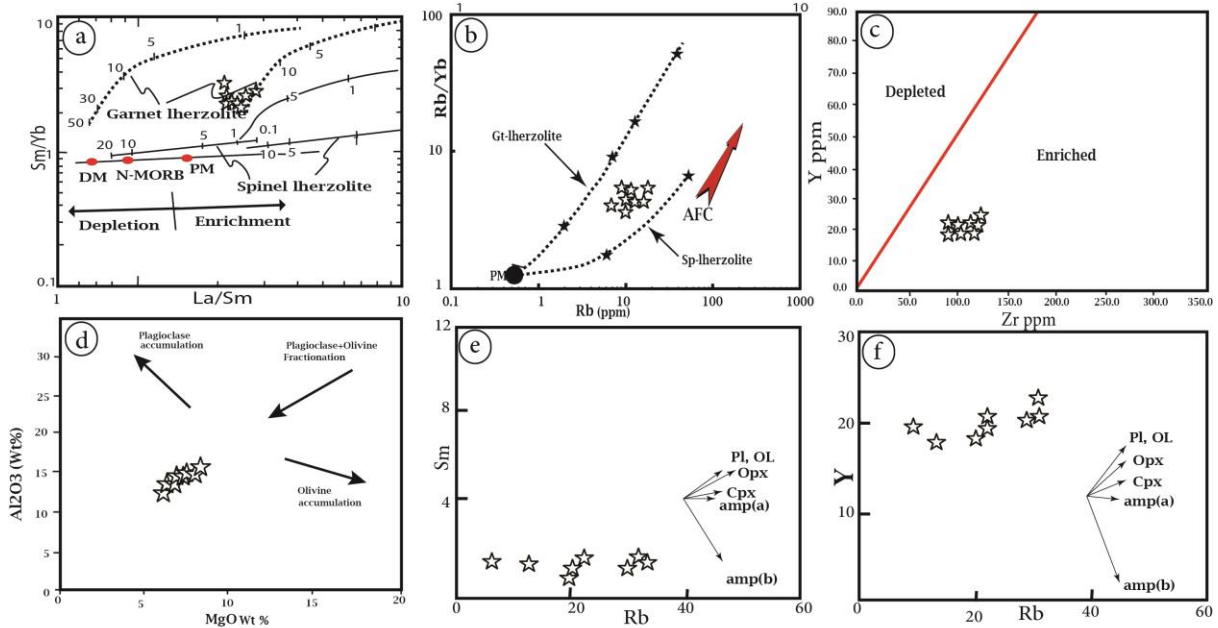 a
Sm/Yb
10
1
0.1
1
10
La/Sm
50
30
10
5
1
10
5
5
1
Garnet lherzolite
20
10
5
1
0.1
10
5
1
Spinel lherzolite
DM
N-MORB
PM
Depletion
Enrichment
b
1
10
Rb/Yb
100
10
1
0.1
1
10
100
1000
Rb (ppm)
Gt-lherzolite
AFC
Sp-lherzolite
PM
c
Y ppm
90.0
80.0
70.0
60.0
50.0
40.0
30.0
20.0
10.0
0.0
0.0
50.0
100.0
150.0
200.0
250.0
300.0
350.0
Zr ppm
Depleted
Enriched
d
Al2O3 (Wt%)
30
25
20
15
10
5
0
0
5
10
15
20
MgO Wt %
Plagioclase
accumulation
Plagioclase+Olivine
Fractionation
Olivine
accumulation
e
Sm
12
8
4
0
20
40
60
Rb
Pl, OL
Opx
Cpx
amp(a)
amp(b)
f
Y
30
20
10
0
20
40
60
Rb
Pl, OL
Opx
Cpx
amp(a)
amp(b)